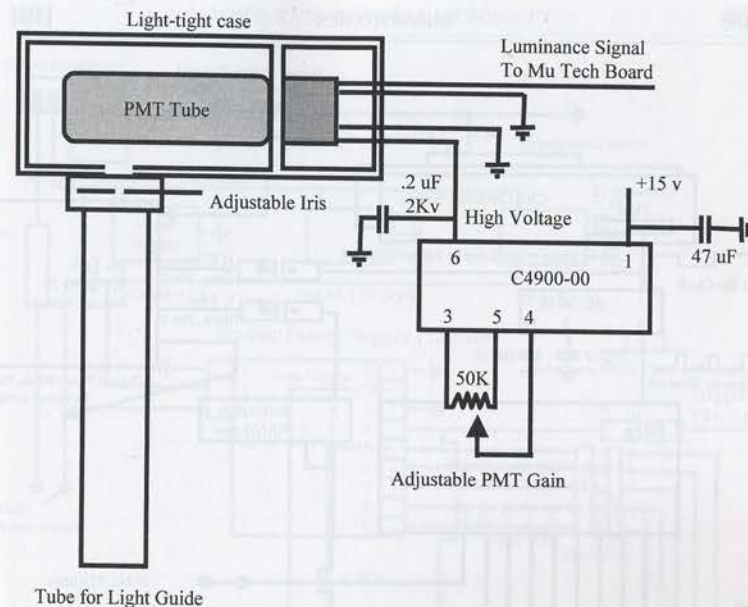 Light-tight case
Luminance Signal
To Mu Tech Board
PMT Tube
Adjustable Iris
.2 uF
2Kv
High Voltage
+15 v
47 uF
6
C4900-00
1
3
5
4
50K
Adjustable PMT Gain
Tube for Light Guide